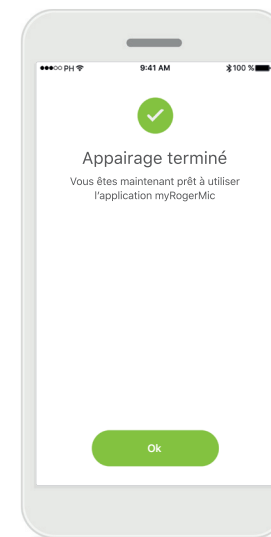 ●●●○○ PH 9:41 AM 100 %
Appairage terminé
Vous êtes maintenant prêt à utiliser
l'application myRogerMic
Ok